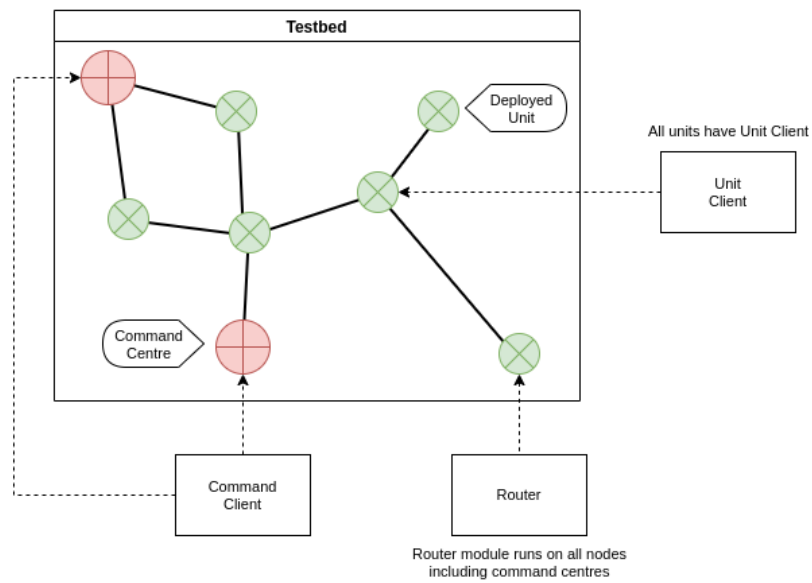 Testbed
Deployed
Unit
All units have Unit Client
Unit
Client
Command
Centre
Command
Client
Router
Router module runs on all nodes
including command centres